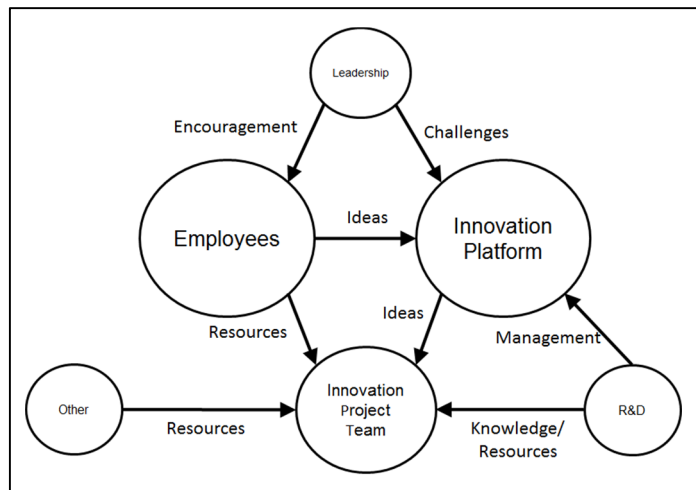 Leadership
Encouragement
Challenges
Employees
Ideas
Innovation
Platform
Resources
Ideas
Management
Other
Resources
Innovation
Project
Team
Knowledge/
Resources
R&D